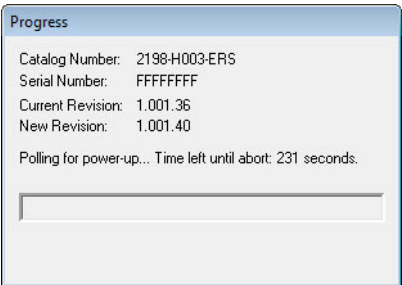 Progress
Catalog Number: 2198-H003-ERS
Serial Number: FFFFFFFF
Current Revision: 1.001.36
New Revision: 1.001.40
Polling for power-up... Time left until abort: 231 seconds.